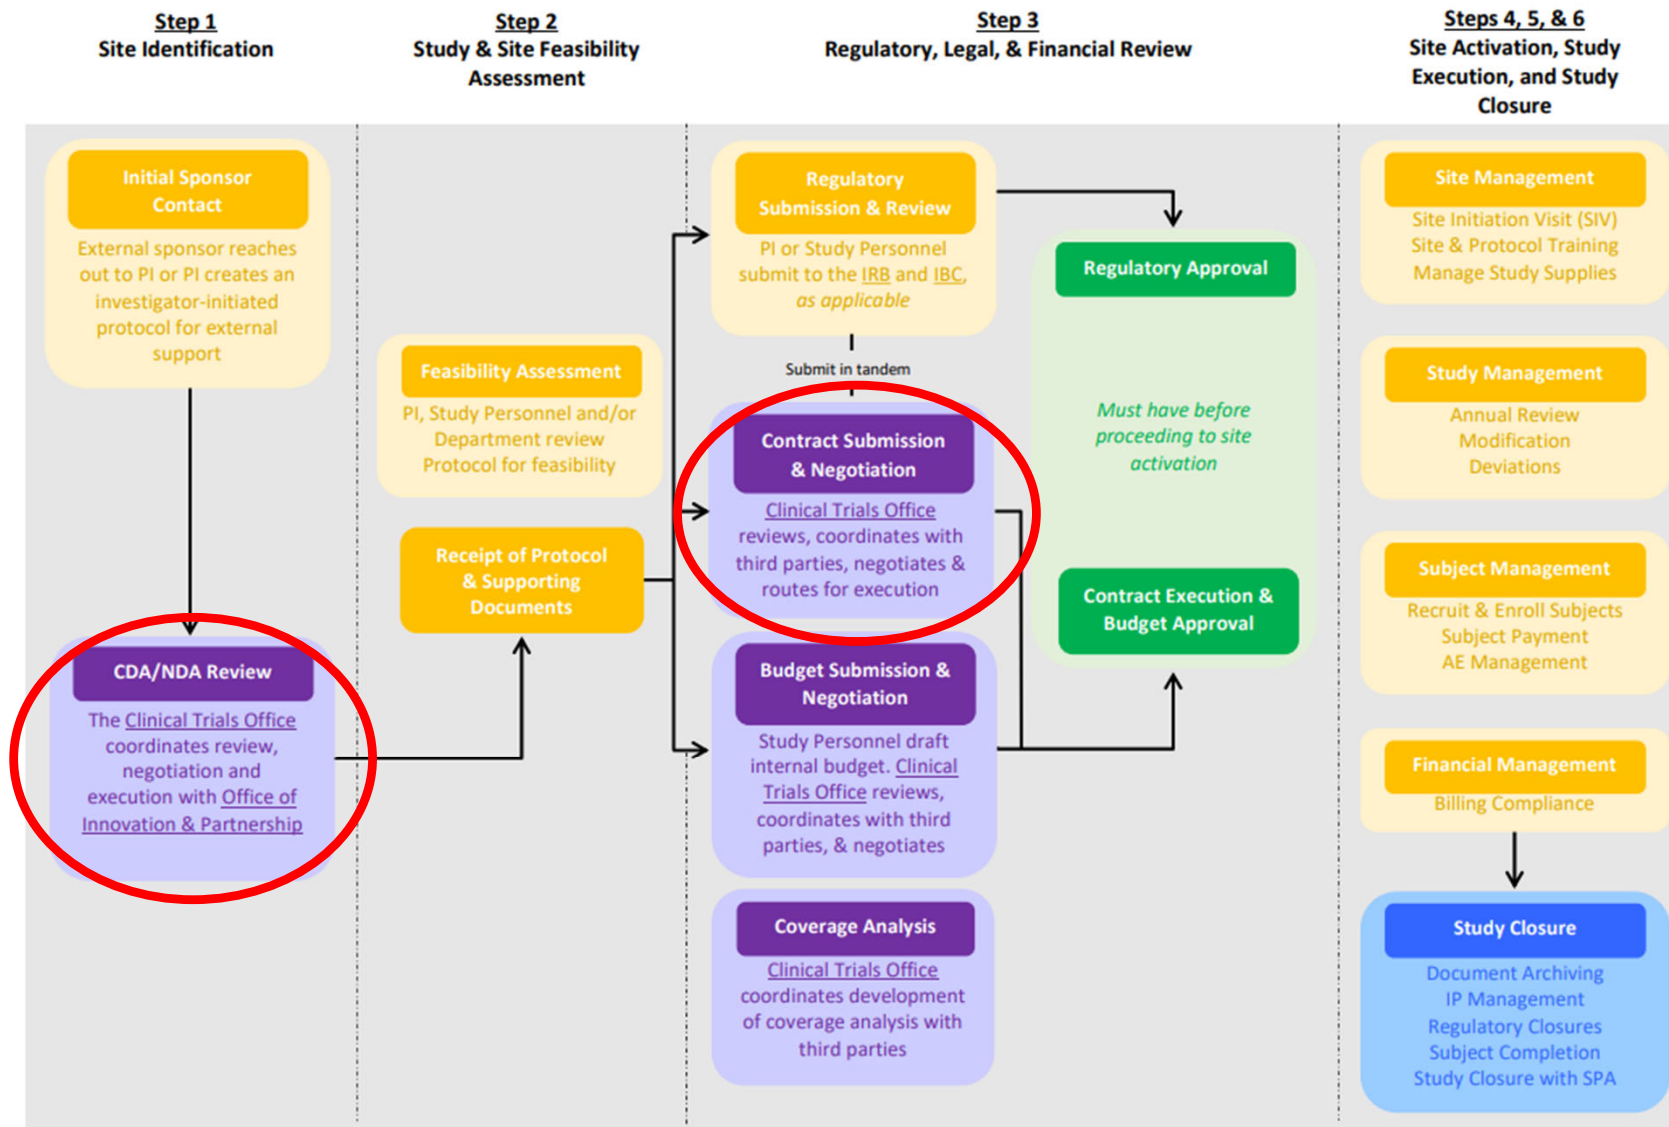 Step 1
Site Identification
Step 2
Study & Site Feasibility
Assessment
Step 3
Regulatory, Legal, & Financial Review
Steps 4, 5, & 6
Site Activation, Study
Execution, and Study
Closure
Initial Sponsor
Contact
External sponsor reaches
out to PI or PI creates an
investigator-initiated
protocol for external
support
CDA/NDA Review
The Clinical Trials Office
coordinates review,
negotiation and
execution with Office of
Innovation & Partnership
Feasibility Assessment
PI, Study Personnel and/or
Department review
Protocol for feasibility
Receipt of Protocol
& Supporting
Documents
Regulatory
Submission & Review
PI or Study Personnel
submit to the IRB and IBC,
as applicable
Submit in tandem
Contract Submission
& Negotiation
Clinical Trials Office
reviews, coordinates with
third parties, negotiates &
routes for execution
Budget Submission &
Negotiation
Study Personnel draft
internal budget. Clinical
Trials Office reviews,
coordinates with third
parties, & negotiates
Coverage Analysis
Clinical Trials Office
coordinates development
of coverage analysis with
third parties
Regulatory Approval
Must have before
proceeding to site
activation
Contract Execution &
Budget Approval
Site Management
Site Initiation Visit (SIV)
Site & Protocol Training
Manage Study Supplies
Study Management
Annual Review
Modification
Deviations
Subject Management
Recruit & Enroll Subjects
Subject Payment
AE Management
Financial Management
Billing Compliance
Study Closure
Document Archiving
IP Management
Regulatory Closures
Subject Completion
Study Closure with SPA